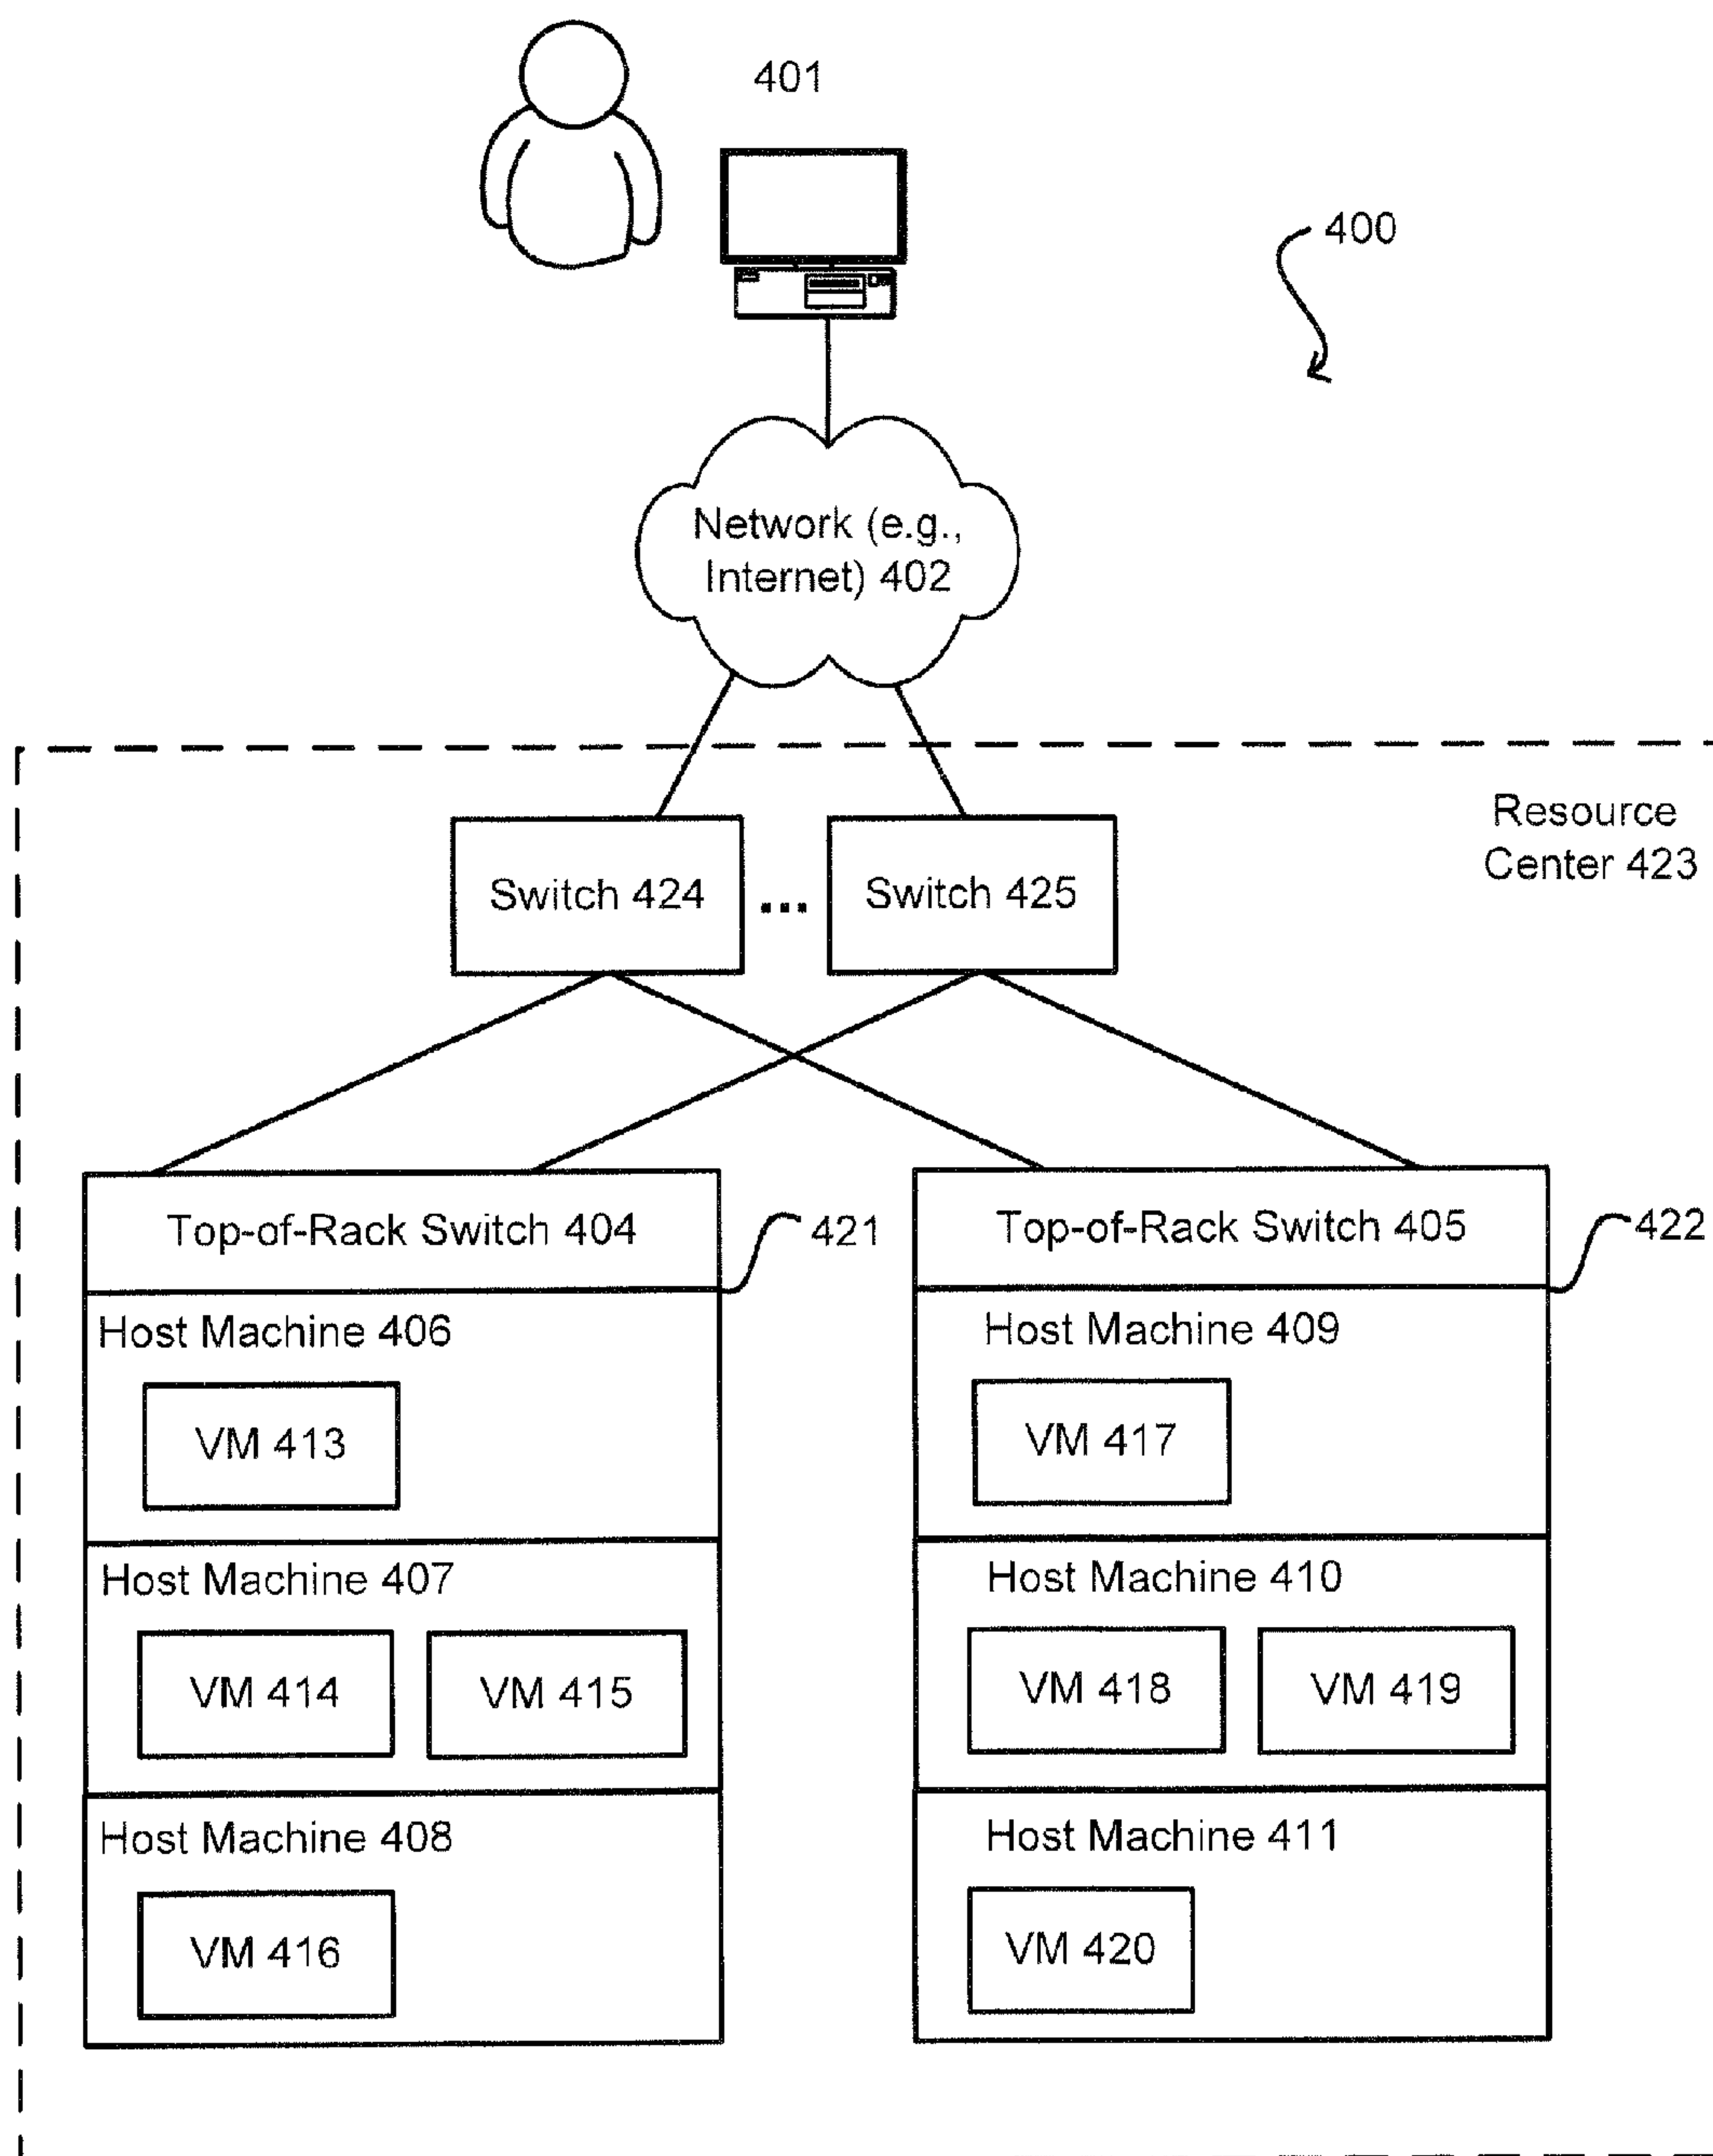 401
400
Network (e.g.,
Internet) 402
Resource
Center 423
Switch 424
...
Switch 425
Top-of-Rack Switch 404
421
Top-of-Rack Switch 405
422
Host Machine 406
VM 413
Host Machine 409
VM 417
Host Machine 407
VM 414
VM 415
Host Machine 410
VM 418
VM 419
Host Machine 408
VM 416
Host Machine 411
VM 420